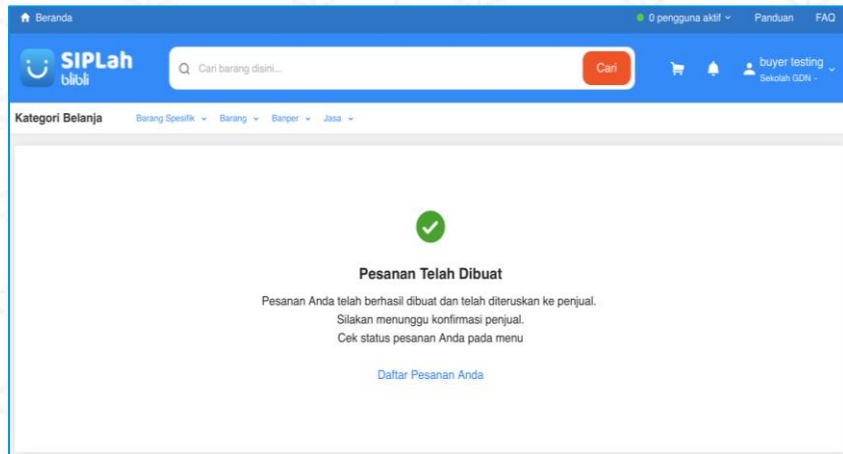 Beranda
0 pengguna aktif
Panduan
FAQ
SIPLah
blibli
Cari barang disini...
Cari
buyer testing
Sekolah GDN -
Kategori Belanja
Barang Spesifik
Barang
Banper
Jasa
Pesanan Telah Dibuat
Pesanan Anda telah berhasil dibuat dan telah diteruskan ke penjual.
Silakan menunggu konfirmasi penjual.
Cek status pesanan Anda pada menu
Daftar Pesanan Anda